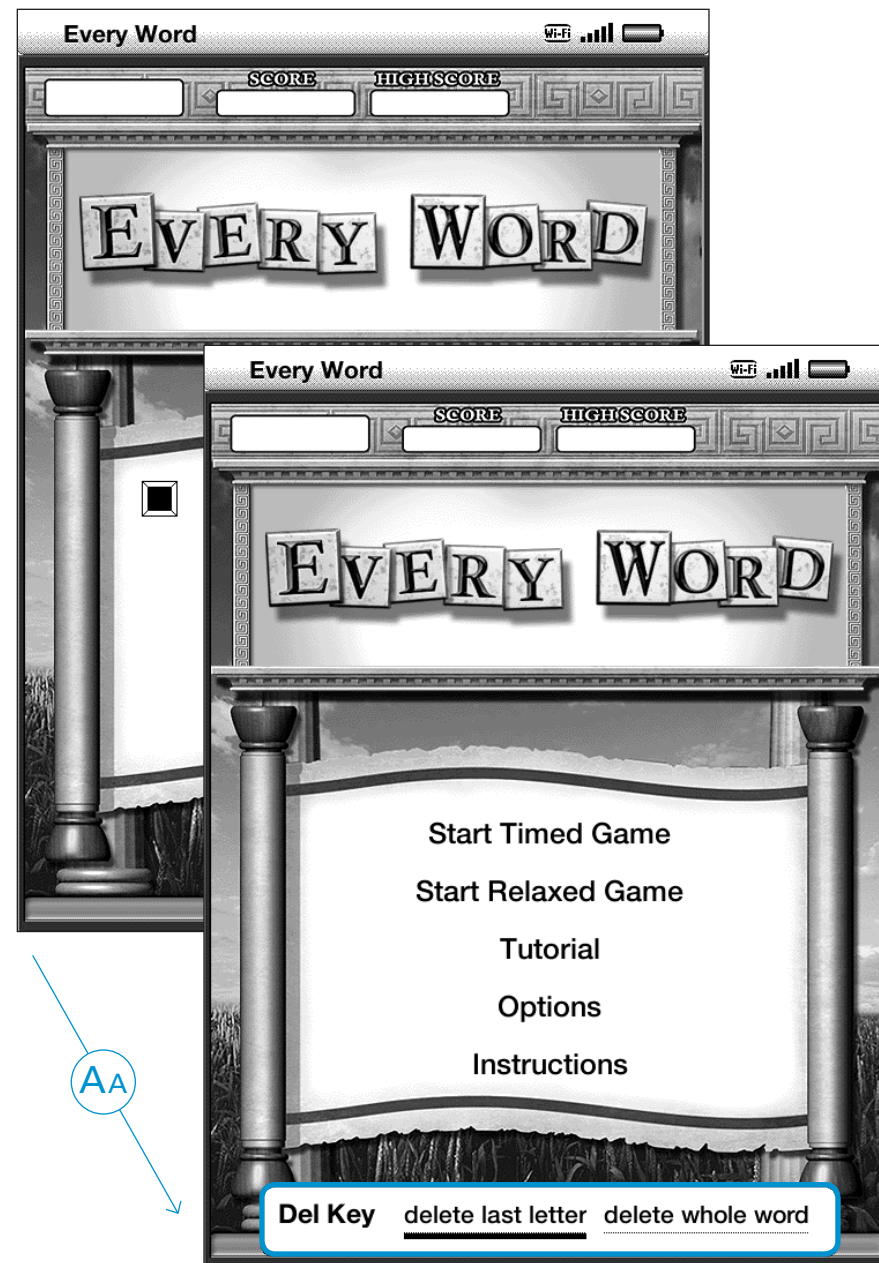 Every Word Wi-Fi
SCORE HIGH SCORE
EVERY WORD
Every Word Wi-Fi
SCORE HIGH SCORE
EVERY WORD
Start Timed Game
Start Relaxed Game
Tutorial
Options
Instructions
AA
Del Key delete last letter delete whole word